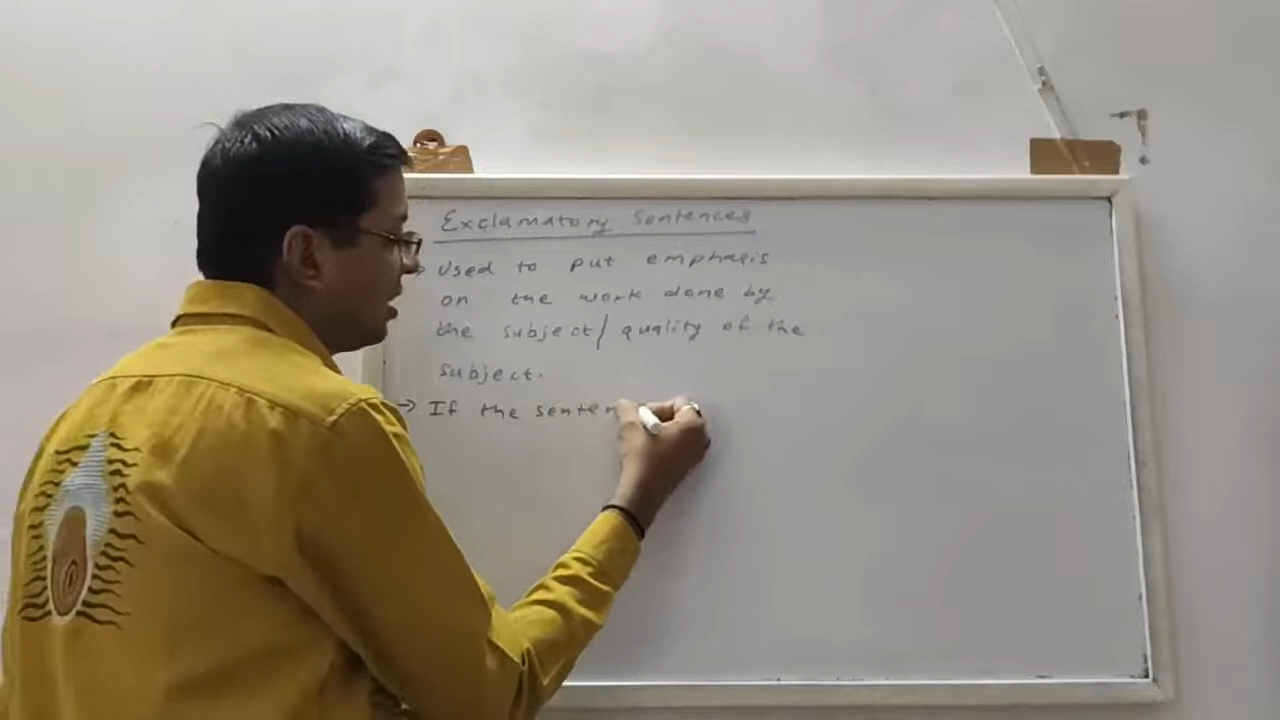 Exclamatory Sentences
→ Used to put emphasis
on the work done by
the subject/ quality of the
subject.
→ If the senten